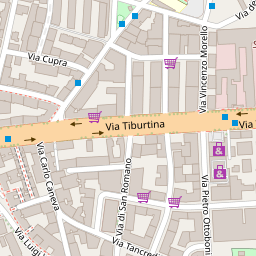 Via de
Via Cupra
Via Vincenzo Morello
Via Tiburtina
Via
Via Carlo Caneva
Via di San Romano
Via Pietro Ottoboni
Via Luigi
Via Tancred